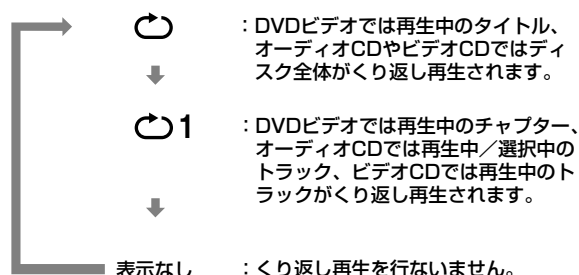 ：DVDビデオでは再生中のタイトル、
オーディオCDやビデオCDではディ
スク全体がくり返し再生されます。
1 ：DVDビデオでは再生中のチャプター、
オーディオCDでは再生中／選択中の
トラック、ビデオCDでは再生中のト
ラックがくり返し再生されます。
表示なし ：くり返し再生を行ないません。